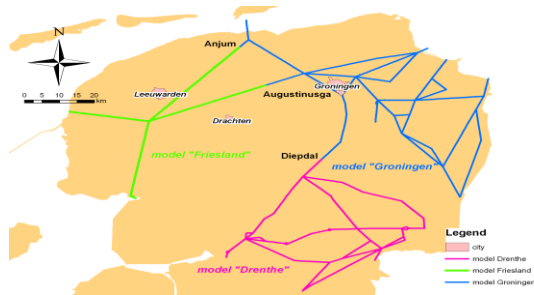 N
Anjum
0 5 10 15 20
km
Leeuwarden
Groningen
Augustinusga
Drachten
model "Friesland"
Diepdal
model "Groningen"
Legend
city
model Drenthe
model Friesland
model Groningen
model "Drenthe"